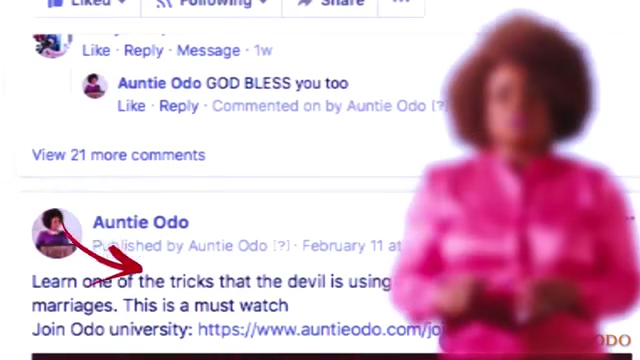 Liked Following Share ...
Like · Reply · Message · 1w
Auntie Odo GOD BLESS you too
Like · Reply · Commented on by Auntie Odo [?]
View 21 more comments
Auntie Odo
Published by Auntie Odo [?] · February 11 at
Learn one of the tricks that the devil is using
marriages. This is a must watch
Join Odo university: https://www.auntieodo.com/joi
ODO